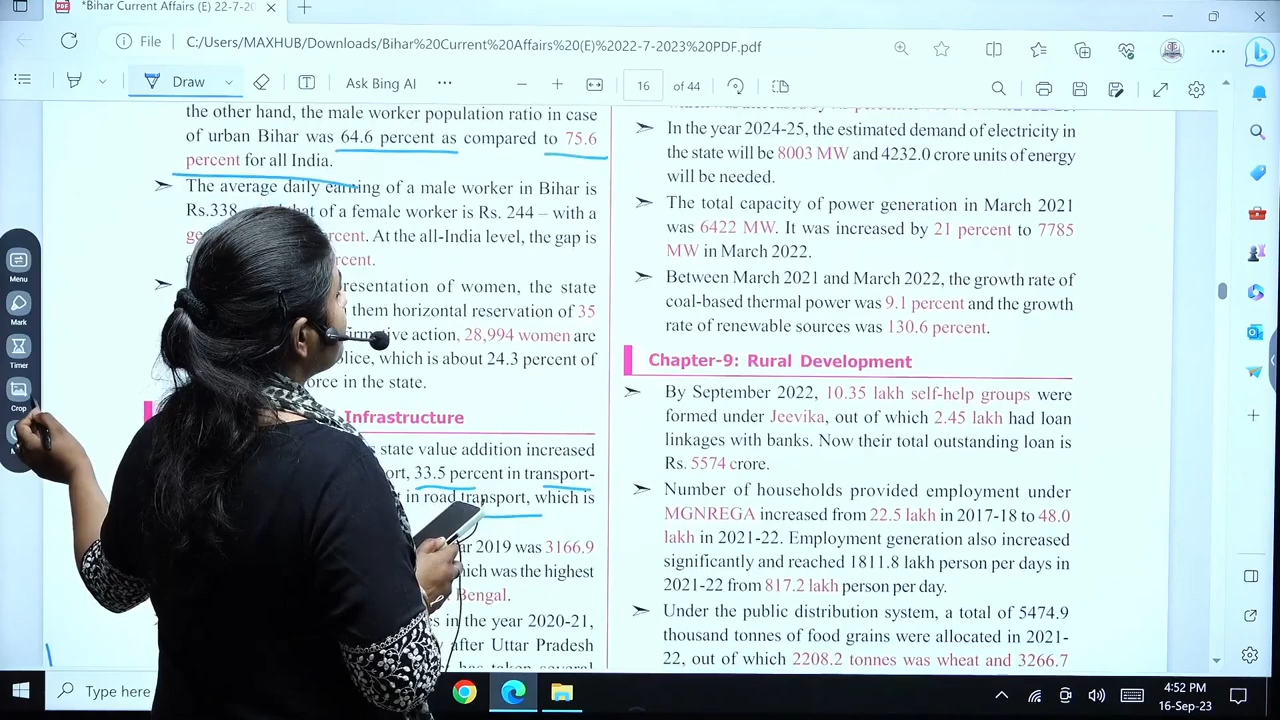 *Bihar Current Affairs (E) 22-7-20
File
C:/Users/MAXHUB/Downloads/Bihar%20Current%20Affairs%20(E)%2022-7-2023%20PDF.pdf
Draw
Ask Bing AI
16 of 44
the other hand, the male worker population ratio in case
of urban Bihar was 64.6 percent as compared to 75.6
percent for all India.
➢ The average daily earning of a male worker in Bihar is
Rs.338 that of a female worker is Rs. 244 – with a
percent. At the all-India level, the gap is
percent.
presentation of women, the state
them horizontal reservation of 35
action, 28,994 women are
which is about 24.3 percent of
in the state.
Infrastructure
state value addition increased
33.5 percent in transport-
in road transport, which is
2019 was 3166.9
which was the highest
Bengal.
in the year 2020-21,
after Uttar Pradesh
has taken several
➢ In the year 2024-25, the estimated demand of electricity in
the state will be 8003 MW and 4232.0 crore units of energy
will be needed.
➢ The total capacity of power generation in March 2021
was 6422 MW. It was increased by 21 percent to 7785
MW in March 2022.
➢ Between March 2021 and March 2022, the growth rate of
coal-based thermal power was 9.1 percent and the growth
rate of renewable sources was 130.6 percent.
Chapter-9: Rural Development
➢ By September 2022, 10.35 lakh self-help groups were
formed under Jeevika, out of which 2.45 lakh had loan
linkages with banks. Now their total outstanding loan is
Rs. 5574 crore.
➢ Number of households provided employment under
MGNREGA increased from 22.5 lakh in 2017-18 to 48.0
lakh in 2021-22. Employment generation also increased
significantly and reached 1811.8 lakh person per days in
2021-22 from 817.2 lakh person per day.
➢ Under the public distribution system, a total of 5474.9
thousand tonnes of food grains were allocated in 2021-
22, out of which 2208.2 tonnes was wheat and 3266.7
Menu
Mark
Timer
Crop
Type here
4:52 PM
16-Sep-23